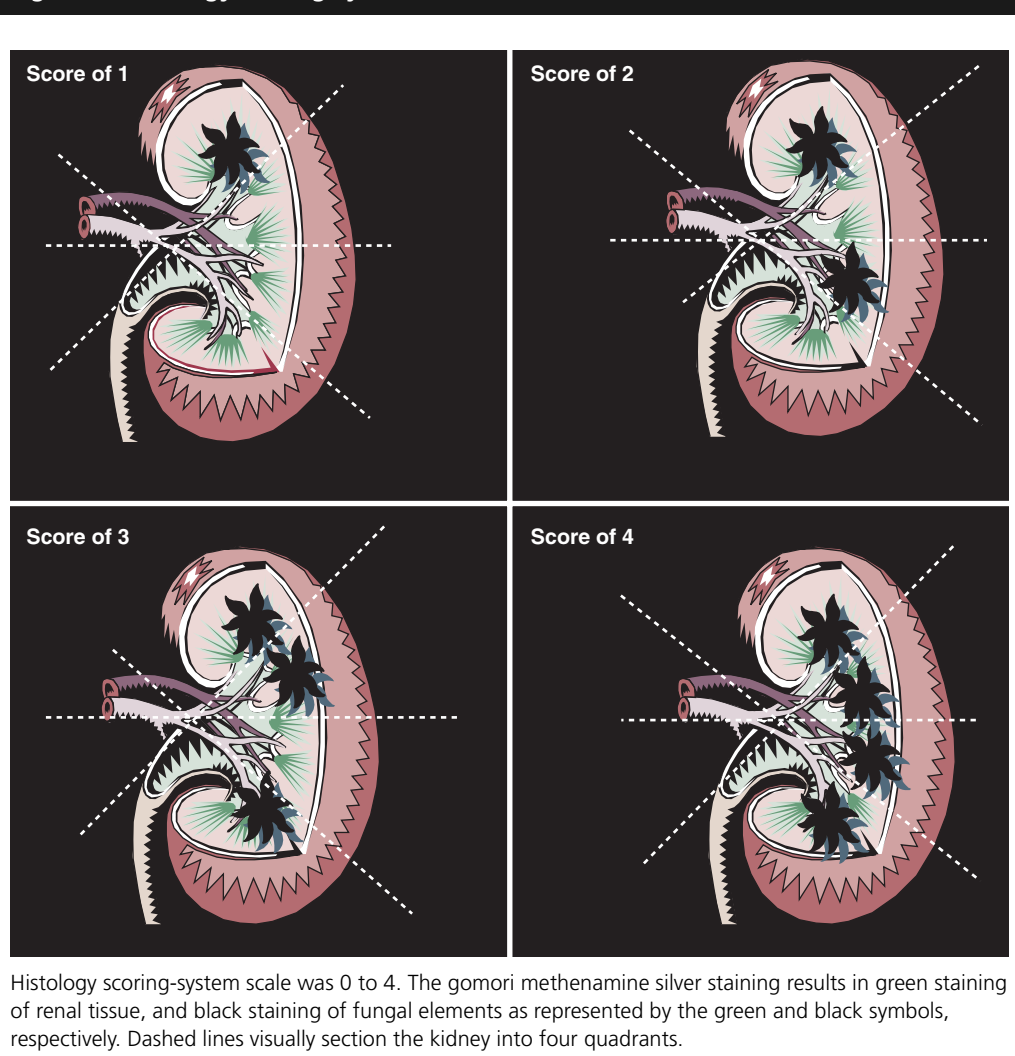 Score of 1
Score of 2
Score of 3
Score of 4
Histology scoring-system scale was 0 to 4. The gomori methenamine silver staining results in green staining
of renal tissue, and black staining of fungal elements as represented by the green and black symbols,
respectively. Dashed lines visually section the kidney into four quadrants.